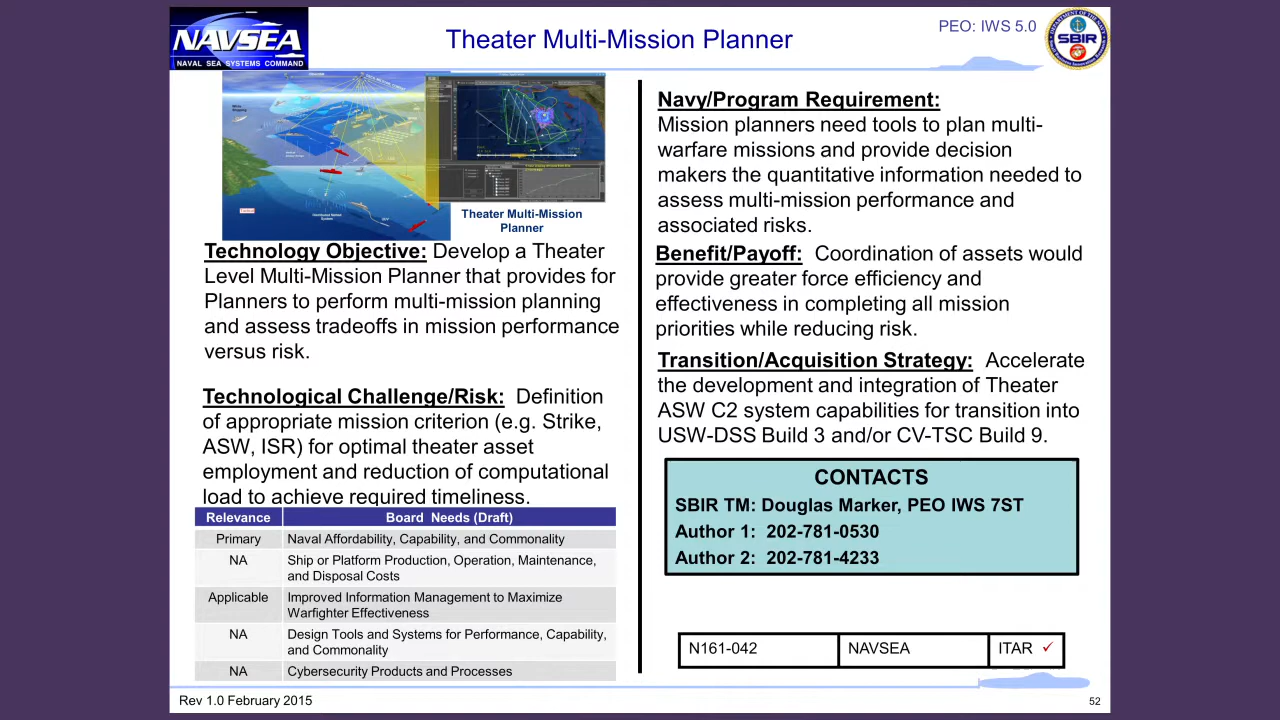 NAVSEA
NAVAL SEA SYSTEMS COMMAND
Theater Multi-Mission Planner
PEO: IWS 5.0
SBIR
Theater Multi-Mission
Planner
Technology Objective: Develop a Theater
Level Multi-Mission Planner that provides for
Planners to perform multi-mission planning
and assess tradeoffs in mission performance
versus risk.
Technological Challenge/Risk: Definition
of appropriate mission criterion (e.g. Strike,
ASW, ISR) for optimal theater asset
employment and reduction of computational
load to achieve required timeliness.
Relevance Board Needs (Draft)
Primary Naval Affordability, Capability, and Commonality
NA Ship or Platform Production, Operation, Maintenance,
and Disposal Costs
Applicable Improved Information Management to Maximize
Warfighter Effectiveness
NA Design Tools and Systems for Performance, Capability,
and Commonality
NA Cybersecurity Products and Processes
Navy/Program Requirement:
Mission planners need tools to plan multi-
warfare missions and provide decision
makers the quantitative information needed to
assess multi-mission performance and
associated risks.
Benefit/Payoff: Coordination of assets would
provide greater force efficiency and
effectiveness in completing all mission
priorities while reducing risk.
Transition/Acquisition Strategy: Accelerate
the development and integration of Theater
ASW C2 system capabilities for transition into
USW-DSS Build 3 and/or CV-TSC Build 9.
CONTACTS
SBIR TM: Douglas Marker, PEO IWS 7ST
Author 1: 202-781-0530
Author 2: 202-781-4233
N161-042 NAVSEA ITAR ✓
Rev 1.0 February 2015
52